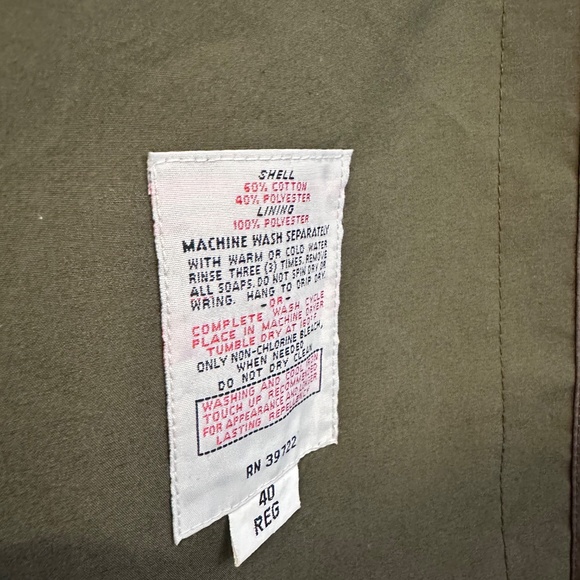 SHELL
60% COTTON
40% POLYESTER
LINING
100% POLYESTER
MACHINE WASH SEPARATELY
WITH WARM OR COLD WATER
RINSE THREE (3) TIMES, REMOVE
ALL SOAPS. DO NOT SPIN DRY OR
WRING. HANG TO DRIP DRY.
-OR-
COMPLETE WASH CYCLE
PLACE IN MACHINE DRYER
TUMBLE DRY AT
ONLY NON-CHLORINE BLEACH,
WHEN NEEDED
DO NOT DRY CLEAN
WASHING AND COOL IRON
TOUCH UP RECOMMENDED
FOR APPEARANCE AND LONGER
LASTING REPELLENCY
RN 39722
40
REG